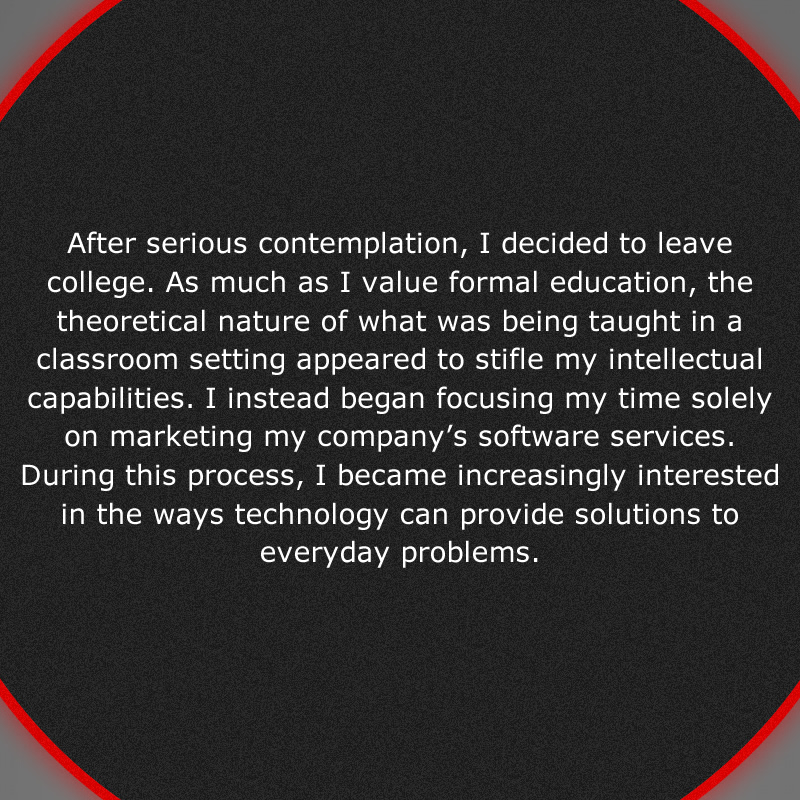 After serious contemplation, I decided to leave
college. As much as I value formal education, the
theoretical nature of what was being taught in a
classroom setting appeared to stifle my intellectual
capabilities. I instead began focusing my time solely
on marketing my company’s software services.
During this process, I became increasingly interested
in the ways technology can provide solutions to
everyday problems.